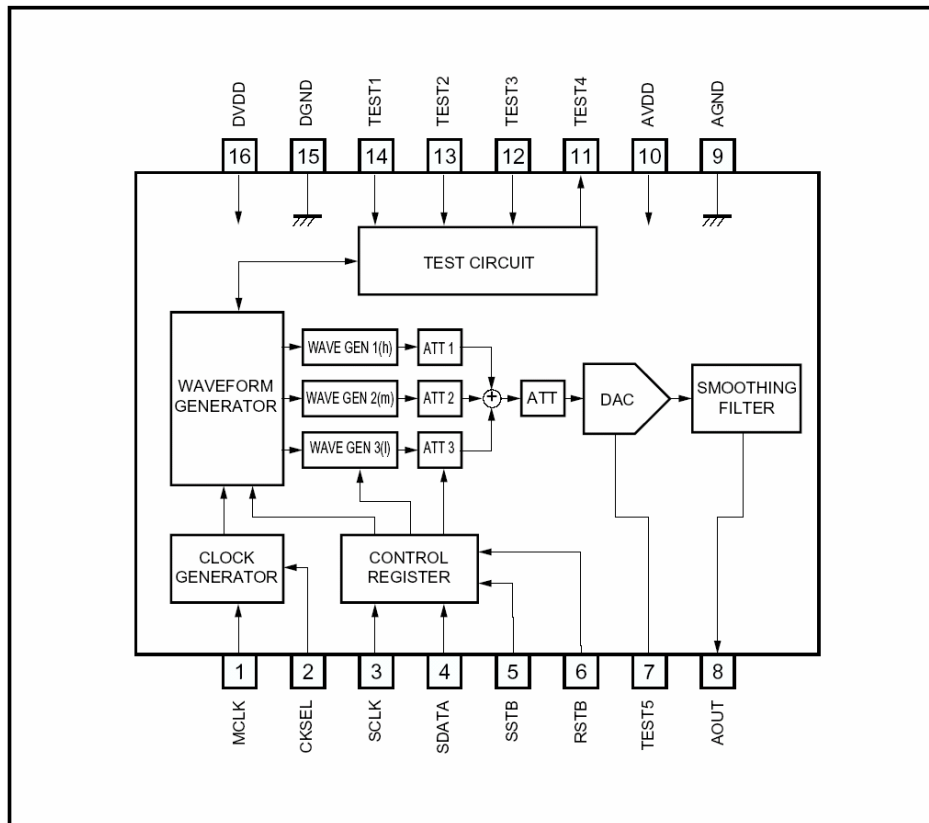 DVDD
DGND
TEST1
TEST2
TEST3
TEST4
AVDD
AGND
16
15
14
13
12
11
10
9
TEST CIRCUIT
WAVEFORM
GENERATOR
WAVE GEN 1(h)
ATT 1
WAVE GEN 2(m)
ATT 2
WAVE GEN 3(l)
ATT 3
+
ATT
DAC
SMOOTHING
FILTER
CLOCK
GENERATOR
CONTROL
REGISTER
1
2
3
4
5
6
7
8
MCLK
CKSEL
SCLK
SDATA
SSTB
RSTB
TEST5
AOUT